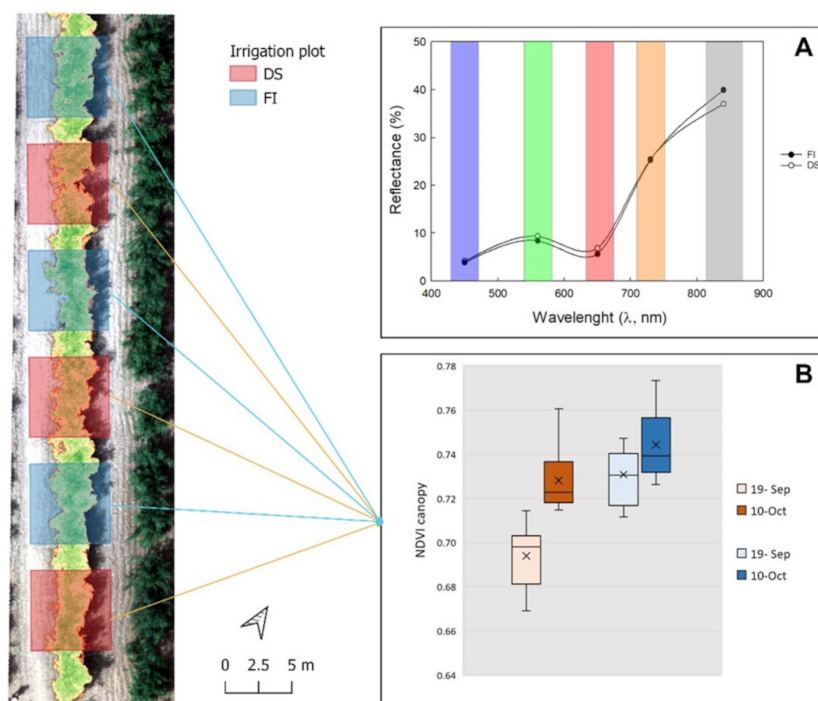 Irrigation plot
DS
FI
0 2.5 5 m
A
Reflectance (%)
50
40
30
20
10
0
400 500 600 700 800 900
Wavelenght (λ, nm)
FI
DS
B
NDVI canopy
0.78
0.76
0.74
0.72
0.70
0.68
0.66
0.64
19- Sep
10-Oct
19- Sep
10-Oct